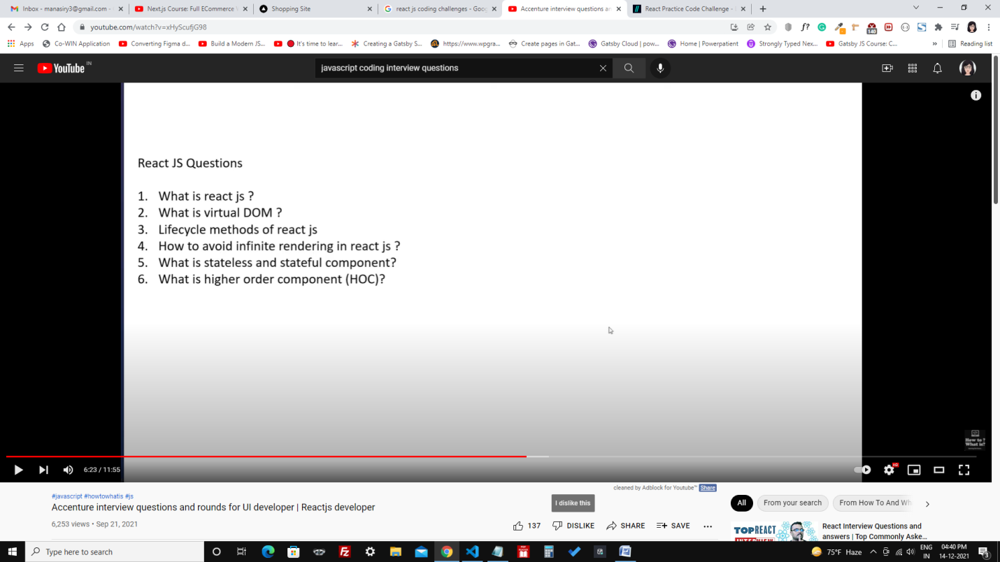 Inbox - manasiry3@gmail.com -
Next.js Course: Full ECommerce
Shopping Site
react js coding challenges - Goog
Accenture interview questions an
React Practice Code Challenge -
youtube.com/watch?v=xHyScufjG98
140
Apps
Co-WIN Application
Converting Figma d...
Build a Modern JS...
It's time to lear...
Creating a Gatsby S...
https://www.wpgra...
Create pages in Gat...
Gatsby Cloud | pow...
Home | Powerpatient
Strongly Typed Nex...
Gatsby JS Course: C...
»
Reading list
YouTube IN
javascript coding interview questions
React JS Questions
1. What is react js ?
2. What is virtual DOM ?
3. Lifecycle methods of react js
4. How to avoid infinite rendering in react js ?
5. What is stateless and stateful component?
6. What is higher order component (HOC)?
How to ?
What is?
6:23 / 11:55
HD
cleaned by Adblock for Youtube™ Share
#javascript #howtowhatis #js
Accenture interview questions and rounds for UI developer | Reactjs developer
I dislike this
6,253 views • Sep 21, 2021
137
DISLIKE
SHARE
SAVE
All
From your search
From How To And Wh
TOP REACT
React Interview Questions and
answers | Top Commonly Aske...
Type here to search
75°F Haze
ENG
IN
04:40 PM
14-12-2021
3